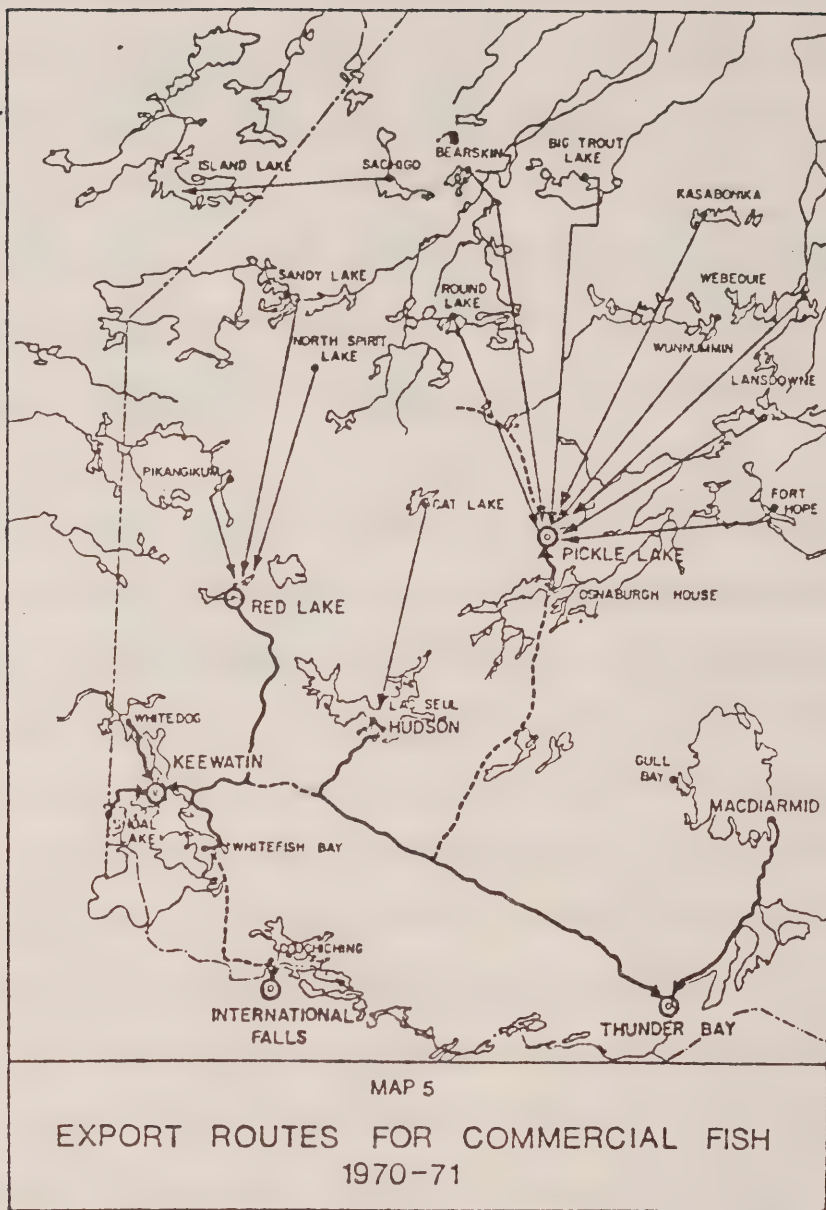 ISLAND LAKE
SACHIGO
BEARSKIN
BIG TROUT
LAKE
KASABONIKA
SANDY LAKE
ROUND
LAKE
WEBEQUIE
NORTH SPIRIT
LAKE
WUNNUMMIN
LANSDOWNE
PIKANGIKUM
CAT LAKE
FORT
HOPE
PICKLE LAKE
RED LAKE
OSNABURGH HOUSE
LAC SEUL
HUDSON
WHITEDOG
KEEWATIN
GULL
BAY
MACDIARMID
SHOAL
LAKE
WHITEFISH BAY
INTERNATIONAL
FALLS
THUNDER BAY
MAP 5
EXPORT ROUTES FOR COMMERCIAL FISH
1970-71